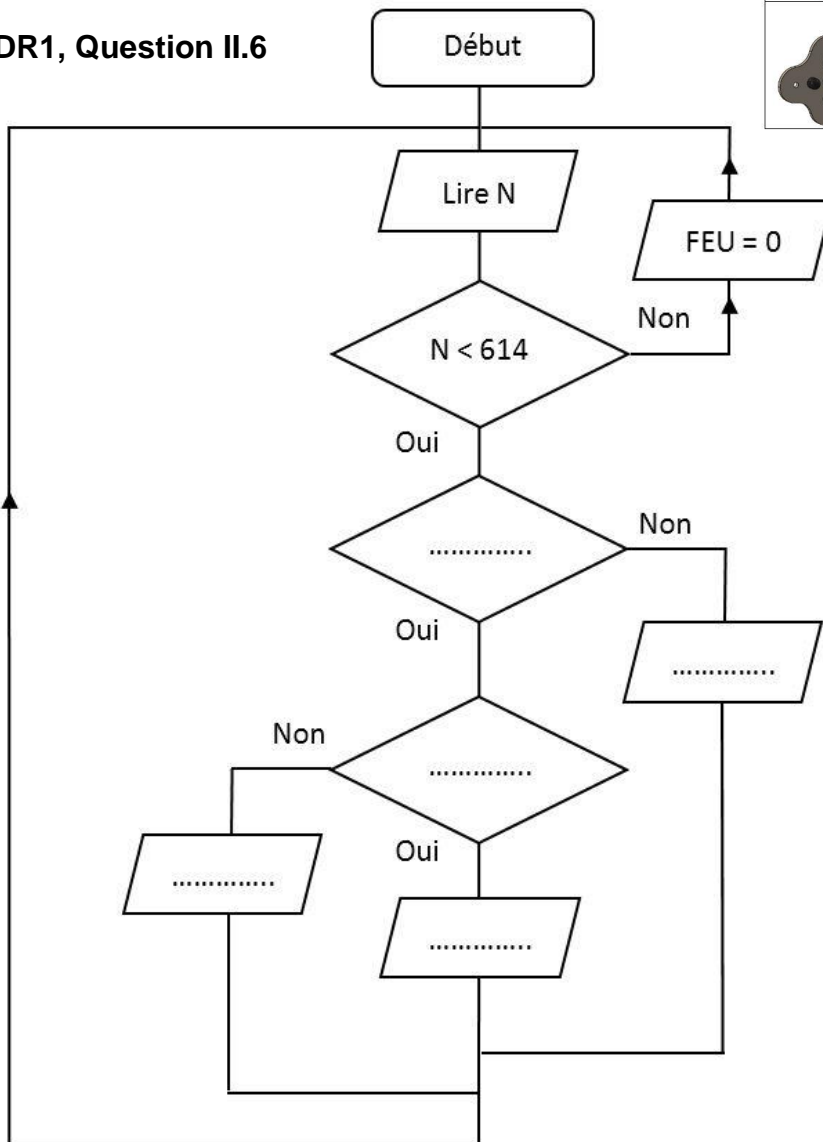 DR1, Question II.6
Début
Lire N
FEU = 0
N < 614
Non
Oui
Non
…………..
Oui
…………..
Non
…………..
…………..
Oui
…………..